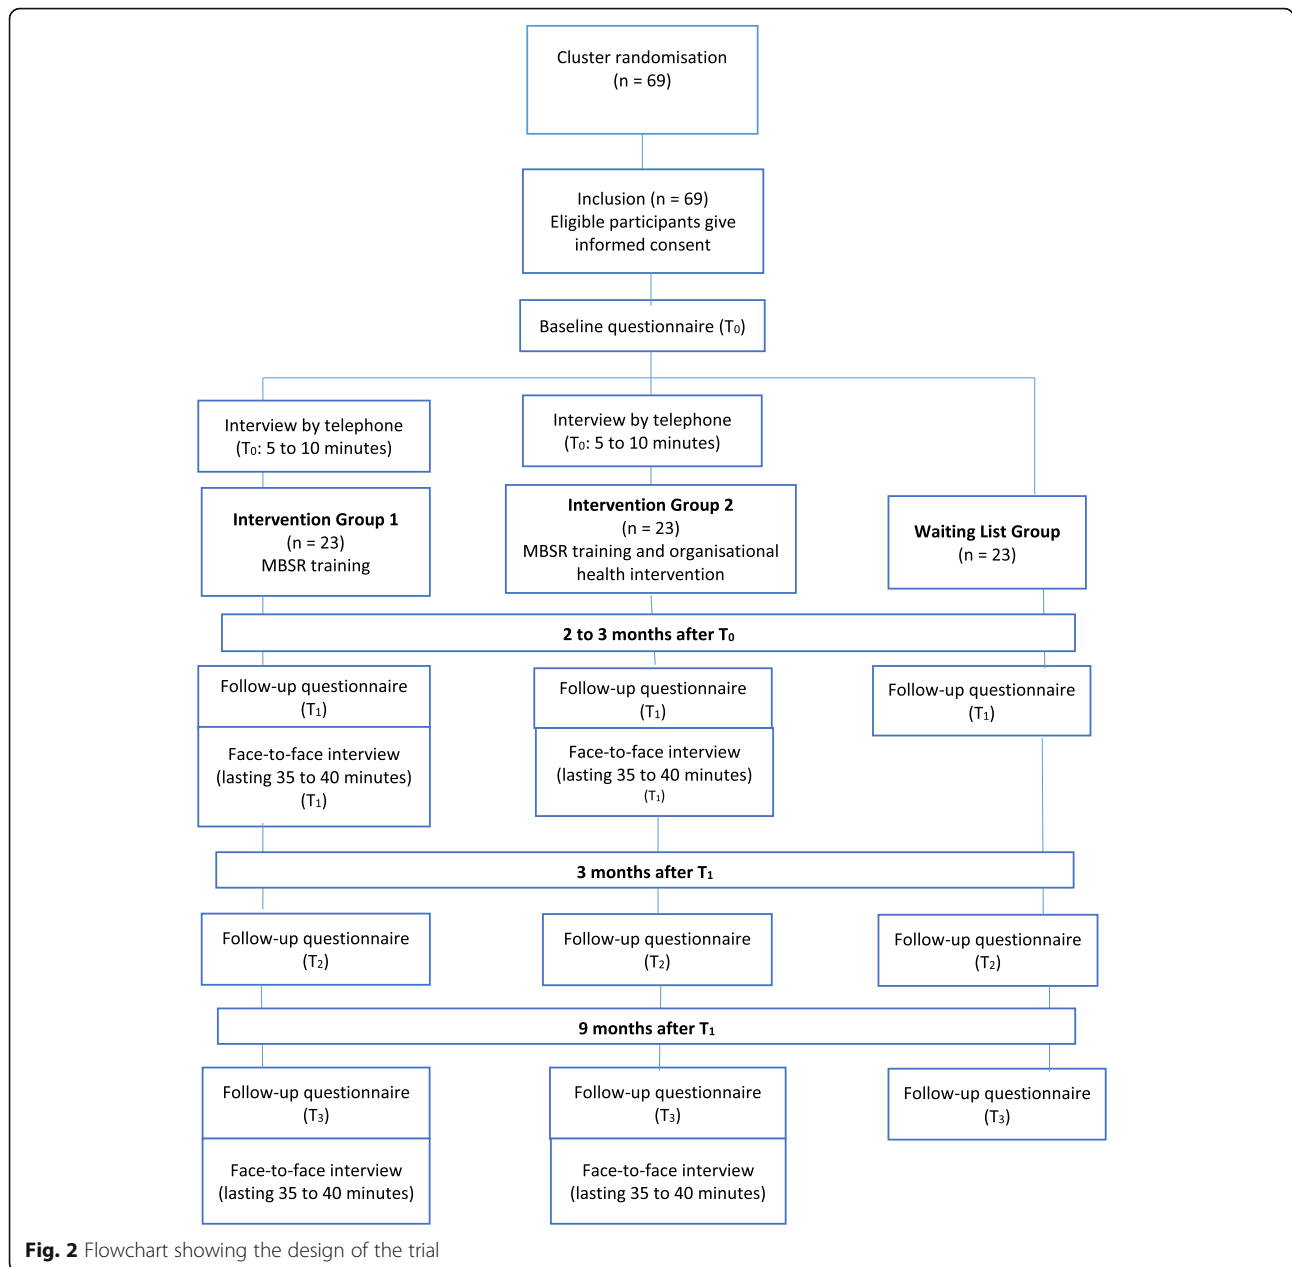 Cluster randomisation
(n = 69)
Inclusion (n = 69)
Eligible participants give
informed consent
Baseline questionnaire (T₀)
Interview by telephone
(T₀: 5 to 10 minutes)
Interview by telephone
(T₀: 5 to 10 minutes)
Intervention Group 1
(n = 23)
MBSR training
Intervention Group 2
(n = 23)
MBSR training and organisational
health intervention
Waiting List Group
(n = 23)
2 to 3 months after T₀
Follow-up questionnaire
(T₁)
Face-to-face interview
(lasting 35 to 40 minutes)
(T₁)
Follow-up questionnaire
(T₁)
Face-to-face interview
(lasting 35 to 40 minutes)
(T₁)
Follow-up questionnaire
(T₁)
3 months after T₁
Follow-up questionnaire
(T₂)
Follow-up questionnaire
(T₂)
Follow-up questionnaire
(T₂)
9 months after T₁
Follow-up questionnaire
(T₃)
Face-to-face interview
(lasting 35 to 40 minutes)
Follow-up questionnaire
(T₃)
Face-to-face interview
(lasting 35 to 40 minutes)
Follow-up questionnaire
(T₃)
Fig. 2 Flowchart showing the design of the trial